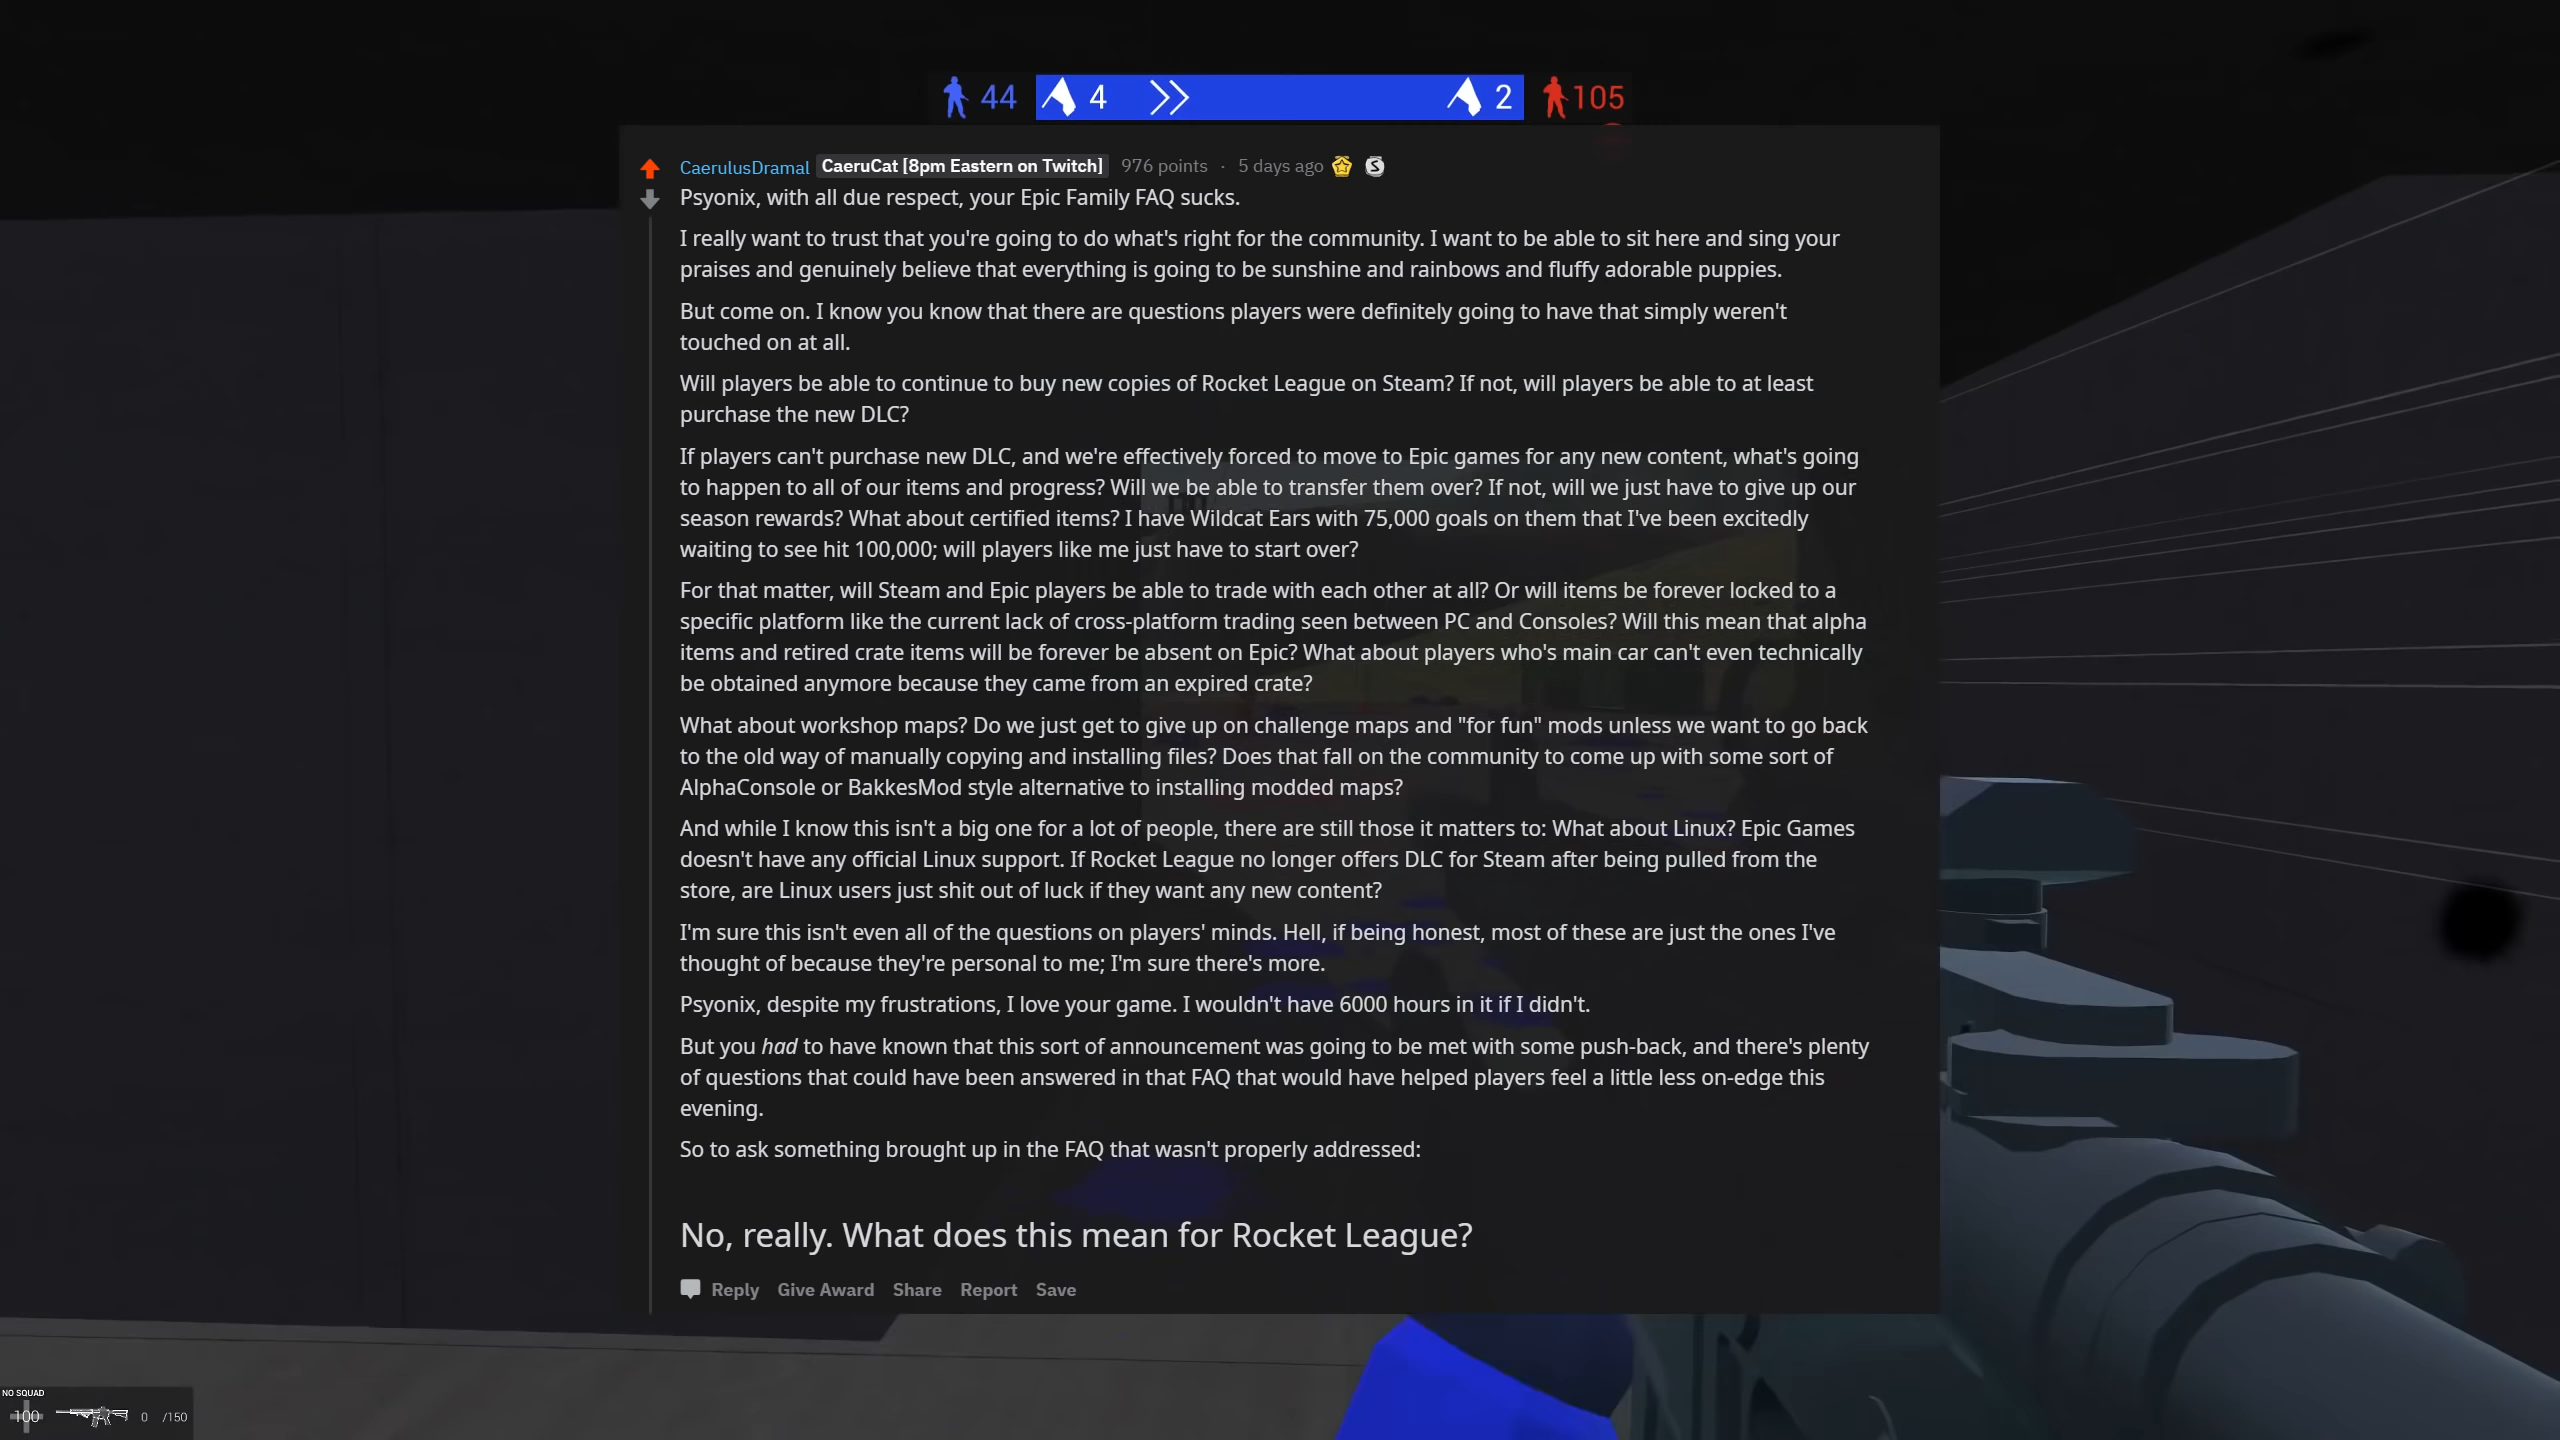 44 4 2 105
CaerulusDramal CaeruCat [8pm Eastern on Twitch] 976 points · 5 days ago
Psyonix, with all due respect, your Epic Family FAQ sucks.
I really want to trust that you're going to do what's right for the community. I want to be able to sit here and sing your
praises and genuinely believe that everything is going to be sunshine and rainbows and fluffy adorable puppies.
But come on. I know you know that there are questions players were definitely going to have that simply weren't
touched on at all.
Will players be able to continue to buy new copies of Rocket League on Steam? If not, will players be able to at least
purchase the new DLC?
If players can't purchase new DLC, and we're effectively forced to move to Epic games for any new content, what's going
to happen to all of our items and progress? Will we be able to transfer them over? If not, will we just have to give up our
season rewards? What about certified items? I have Wildcat Ears with 75,000 goals on them that I've been excitedly
waiting to see hit 100,000; will players like me just have to start over?
For that matter, will Steam and Epic players be able to trade with each other at all? Or will items be forever locked to a
specific platform like the current lack of cross-platform trading seen between PC and Consoles? Will this mean that alpha
items and retired crate items will be forever be absent on Epic? What about players who's main car can't even technically
be obtained anymore because they came from an expired crate?
What about workshop maps? Do we just get to give up on challenge maps and "for fun" mods unless we want to go back
to the old way of manually copying and installing files? Does that fall on the community to come up with some sort of
AlphaConsole or BakkesMod style alternative to installing modded maps?
And while I know this isn't a big one for a lot of people, there are still those it matters to: What about Linux? Epic Games
doesn't have any official Linux support. If Rocket League no longer offers DLC for Steam after being pulled from the
store, are Linux users just shit out of luck if they want any new content?
I'm sure this isn't even all of the questions on players' minds. Hell, if being honest, most of these are just the ones I've
thought of because they're personal to me; I'm sure there's more.
Psyonix, despite my frustrations, I love your game. I wouldn't have 6000 hours in it if I didn't.
But you had to have known that this sort of announcement was going to be met with some push-back, and there's plenty
of questions that could have been answered in that FAQ that would have helped players feel a little less on-edge this
evening.
So to ask something brought up in the FAQ that wasn't properly addressed:
No, really. What does this mean for Rocket League?
Reply Give Award Share Report Save
NO SQUAD
100 0 /150